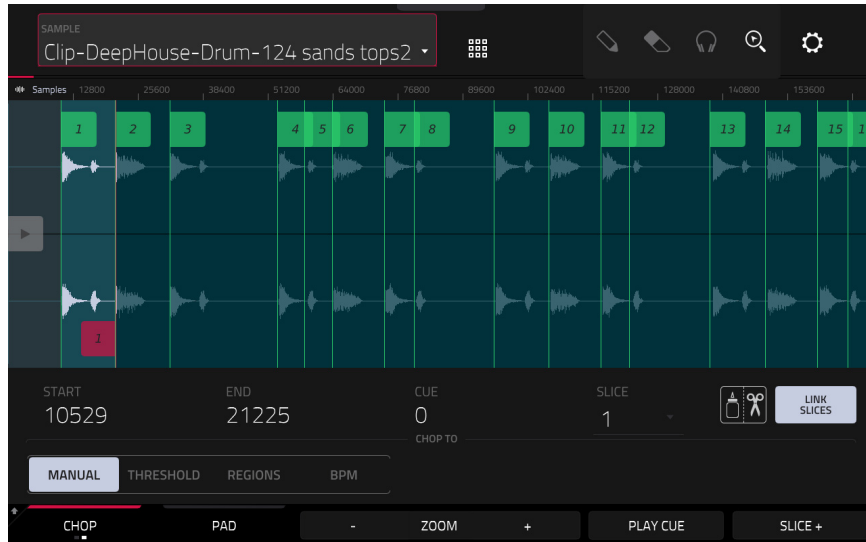 SAMPLE
Clip-DeepHouse-Drum-124 sands tops2
Samples 12800 25600 38400 51200 64000 76800 89600 102400 115200 128000 140800 153600
1 2 3 4 5 6 7 8 9 10 11 12 13 14 15 1
1
START END CUE SLICE
10529 21225 0 1
LINK
SLICES
CHOP TO
MANUAL THRESHOLD REGIONS BPM
CHOP PAD - ZOOM + PLAY CUE SLICE +